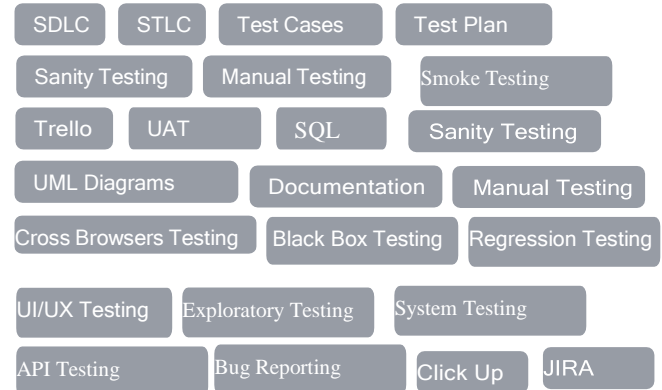 SDLC STLC Test Cases Test Plan
Sanity Testing Manual Testing Smoke Testing
Trello UAT SQL Sanity Testing
UML Diagrams Documentation Manual Testing
Cross Browsers Testing Black Box Testing Regression Testing
UI/UX Testing Exploratory Testing System Testing
API Testing Bug Reporting Click Up JIRA